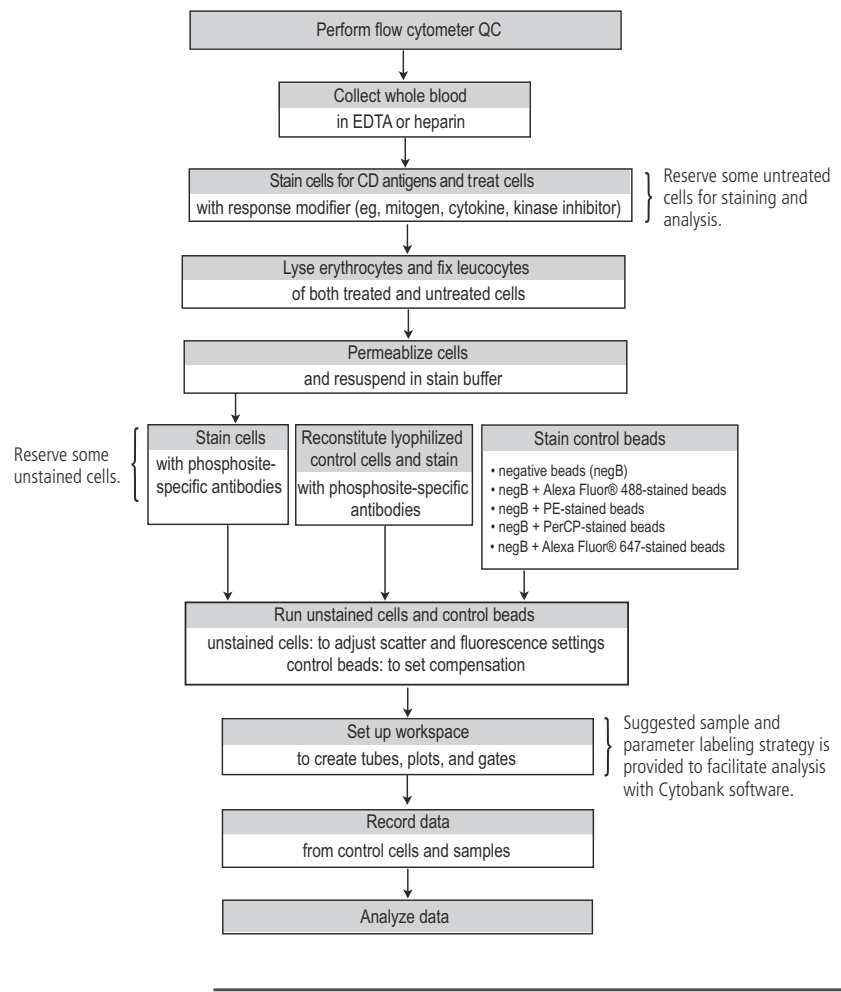 Perform flow cytometer QC
Collect whole blood
in EDTA or heparin
Stain cells for CD antigens and treat cells
with response modifier (eg, mitogen, cytokine, kinase inhibitor)
Reserve some untreated
cells for staining and
analysis.
Lyse erythrocytes and fix leucocytes
of both treated and untreated cells
Permeablize cells
and resuspend in stain buffer
Reserve some
unstained cells.
Stain cells
with phosphosite-
specific antibodies
Reconstitute lyophilized
control cells and stain
with phosphosite-specific
antibodies
Stain control beads
• negative beads (negB)
• negB + Alexa Fluor® 488-stained beads
• negB + PE-stained beads
• negB + PerCP-stained beads
• negB + Alexa Fluor® 647-stained beads
Run unstained cells and control beads
unstained cells: to adjust scatter and fluorescence settings
control beads: to set compensation
Set up workspace
to create tubes, plots, and gates
Suggested sample and
parameter labeling strategy is
provided to facilitate analysis
with Cytobank software.
Record data
from control cells and samples
Analyze data